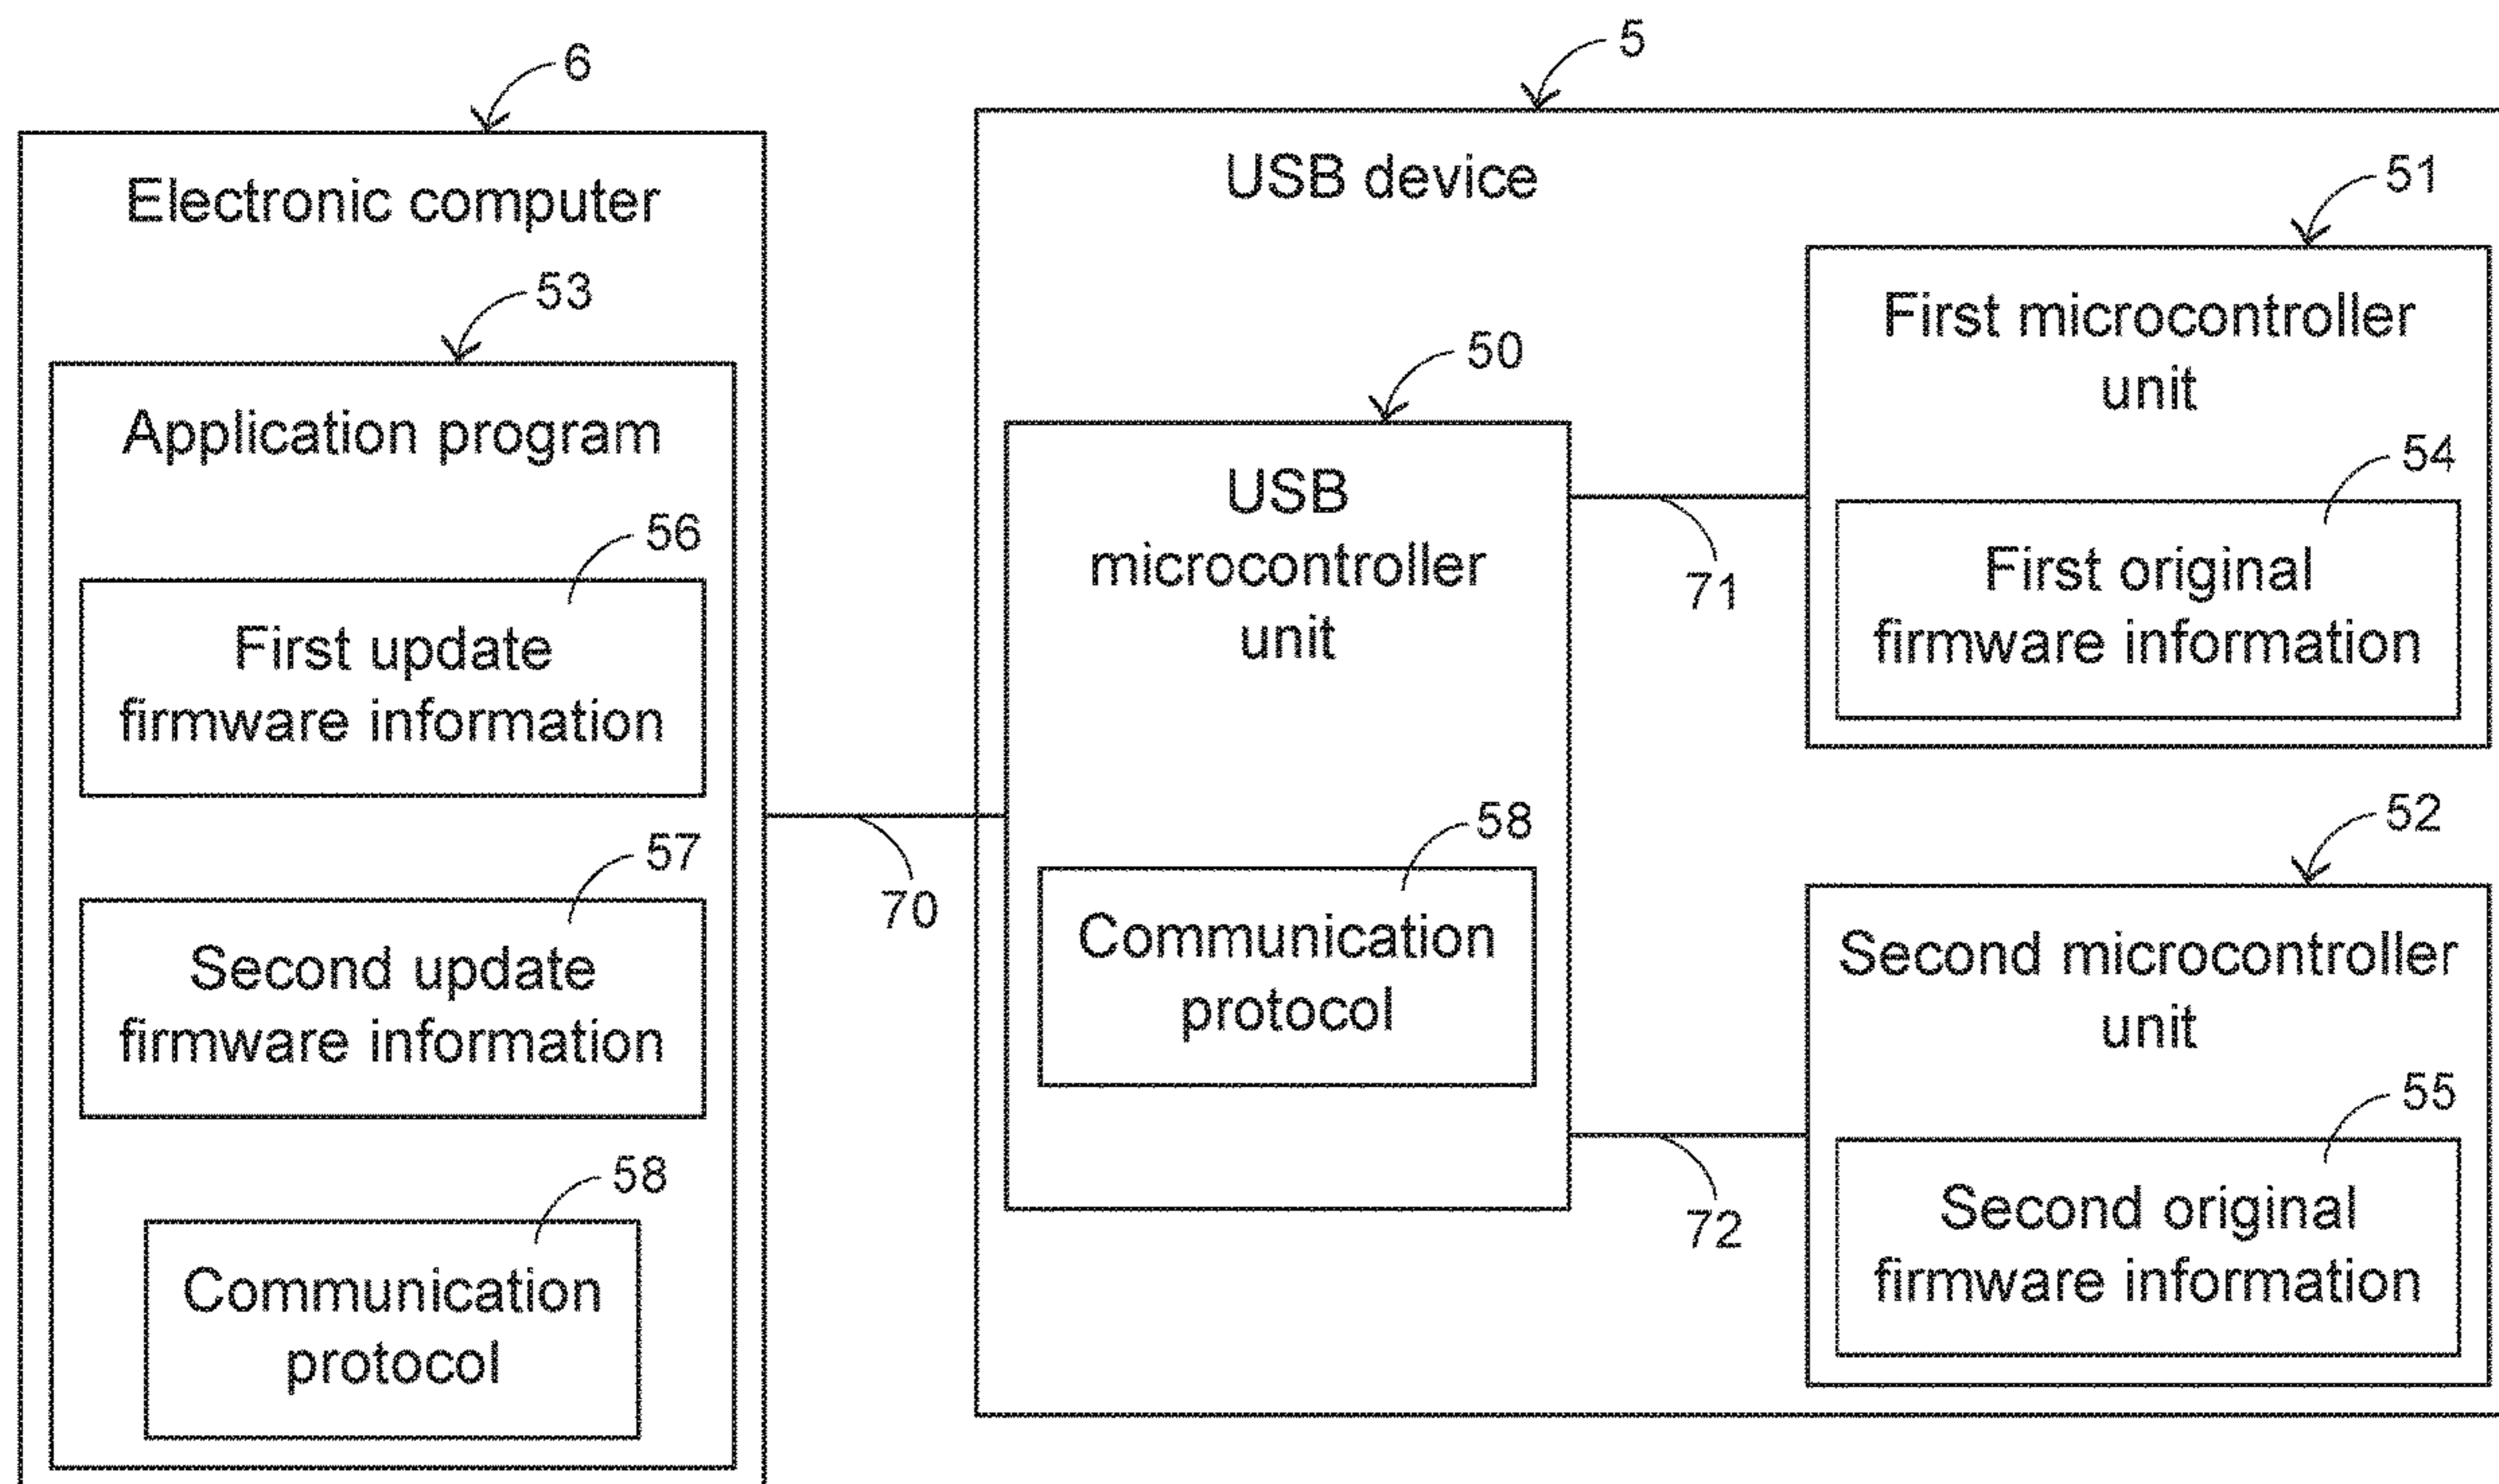 6
Electronic computer
53
Application program
56
First update
firmware information
57
Second update
firmware information
58
Communication
protocol
70
5
USB device
50
USB
microcontroller
unit
58
Communication
protocol
71
72
51
First microcontroller
unit
54
First original
firmware information
52
Second microcontroller
unit
55
Second original
firmware information